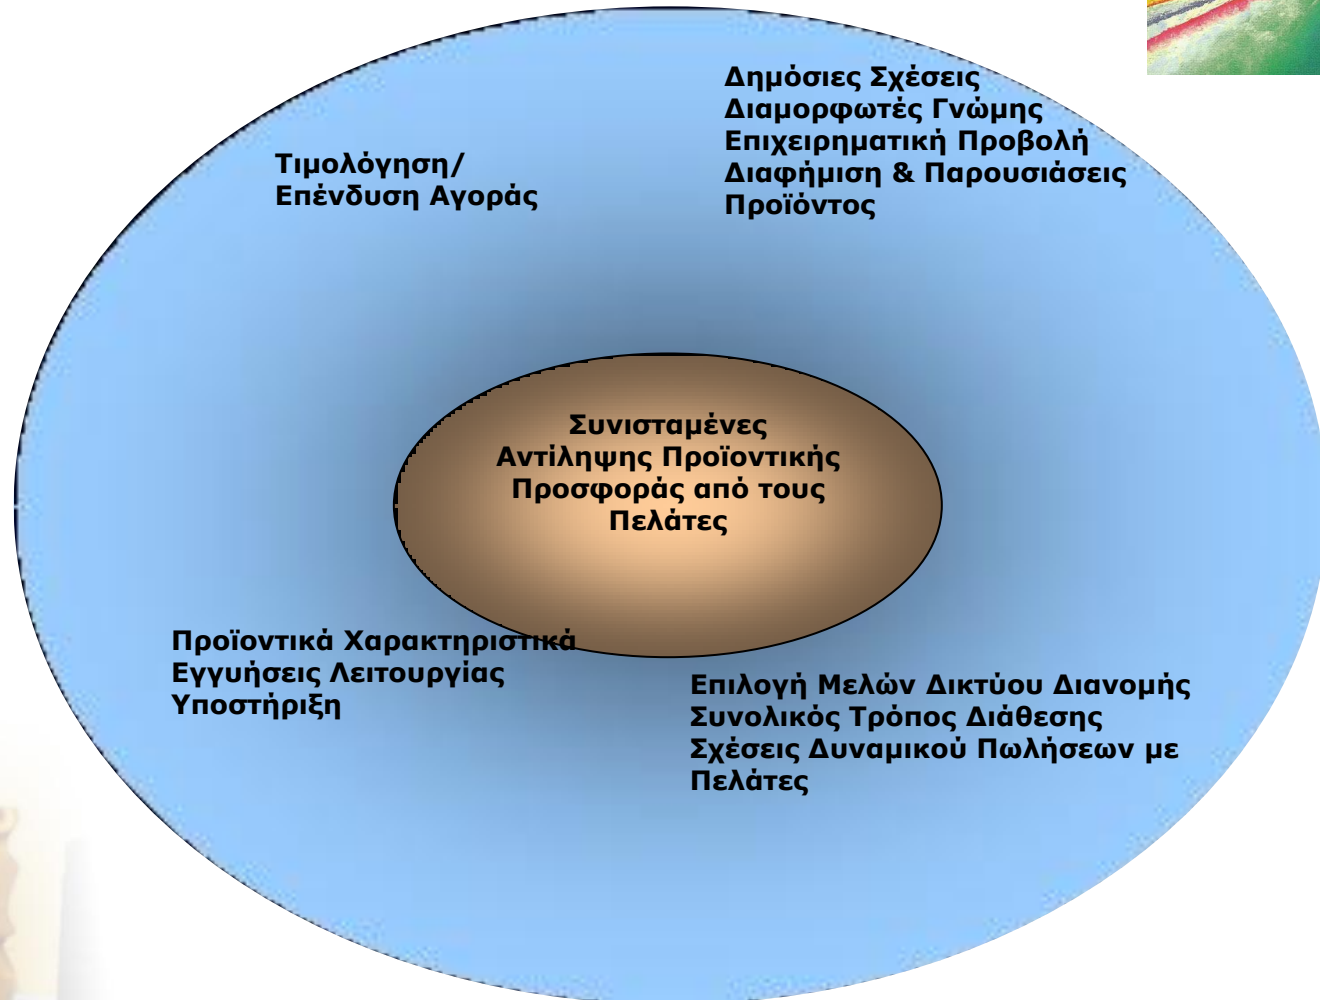 Τιμολόγηση/
Επένδυση Αγοράς
Δημόσιες Σχέσεις
Διαμορφωτές Γνώμης
Επιχειρηματική Προβολή
Διαφήμιση & Παρουσιάσεις
Προϊόντος
Συνισταμένες
Αντίληψης Προϊοντικής
Προσφοράς από τους
Πελάτες
Προϊοντικά Χαρακτηριστικά
Εγγυήσεις Λειτουργίας
Υποστήριξη
Επιλογή Μελών Δικτύου Διανομής
Συνολικός Τρόπος Διάθεσης
Σχέσεις Δυναμικού Πωλήσεων με
Πελάτες